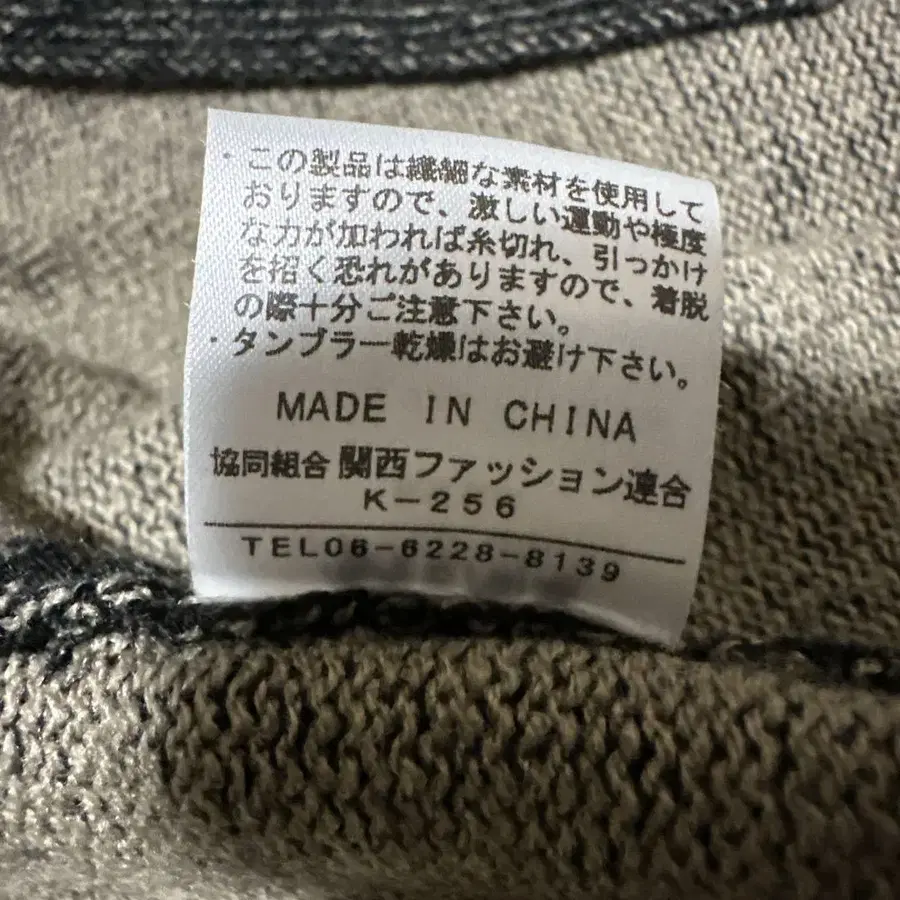 ・この製品は繊細な素材を使用して
おりますので、激しい運動や極度
な力が加われば糸切れ、引っかけ
を招く恐れがありますので、着脱
の際十分ご注意下さい。
・タンブラー乾燥はお避け下さい。
MADE IN CHINA
協同組合 関西ファッション連合
K-256
TEL06-6228-8139